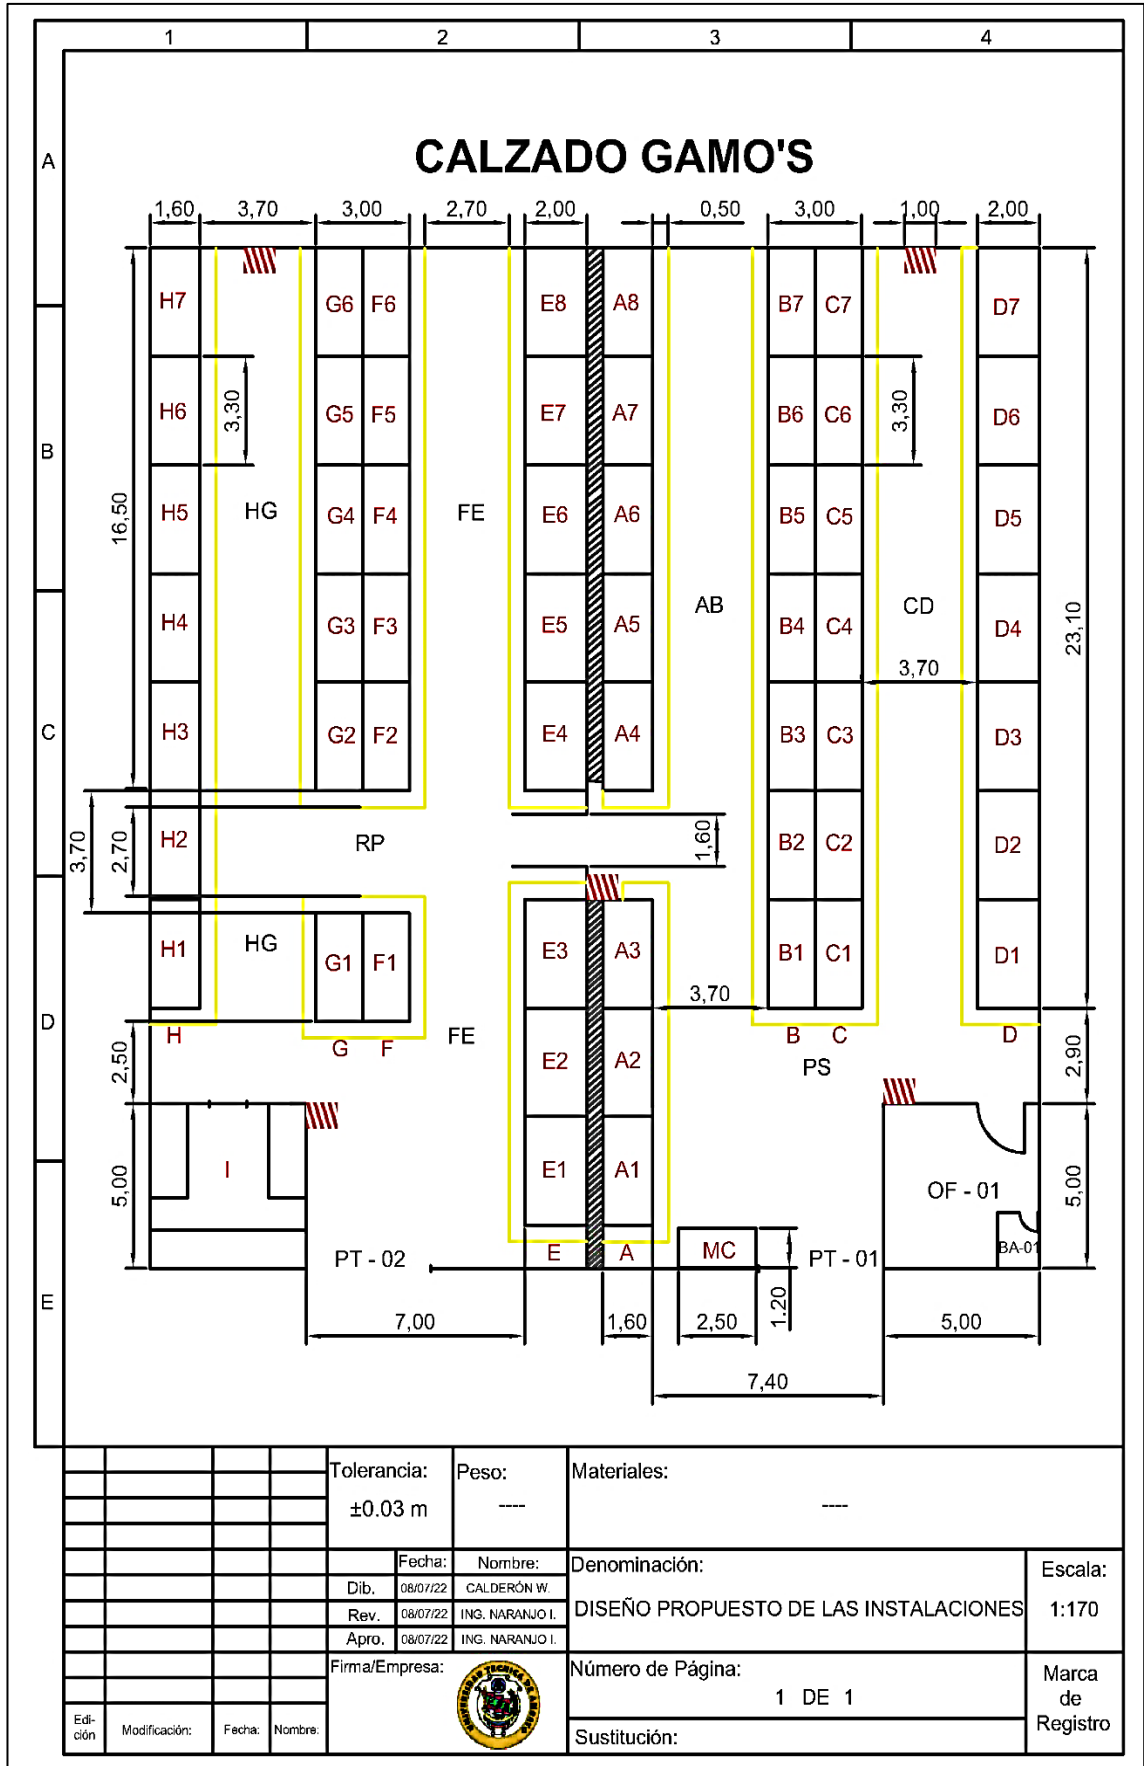 1 2 3 4
A
CALZADO GAMO'S
1,60 3,70 3,00 2,70 2,00 0,50 3,00 1,00 2,00
H7 G6 F6 E8 A8 B7 C7 D7
B
H6 3,30 G5 F5 E7 A7 B6 C6 3,30 D6
16,50 H5 HG G4 F4 FE E6 A6 B5 C5 D5
C
H4 G3 F3 E5 A5 AB B4 C4 CD D4 23,10
3,70
H3 G2 F2 E4 A4 B3 C3 D3
3,70 2,70 H2 RP 1,60 B2 C2 D2
D
H1 HG G1 F1 E3 A3 B1 C1 D1
3,70
H G F FE B C D
2,50 E2 A2 PS 2,90
5,00 I E1 A1 OF - 01 5,00
E
PT - 02 E A MC PT - 01 BA-01
1.20
7,00 1,60 2,50 5,00
7,40
Tolerancia: Peso: Materiales:
±0.03 m ---- ----
Fecha: Nombre: Denominación: Escala:
Dib. 08/07/22 CALDERÓN W.
Rev. 08/07/22 ING. NARANJO I. DISEÑO PROPUESTO DE LAS INSTALACIONES 1:170
Apro. 08/07/22 ING. NARANJO I.
Firma/Empresa: Número de Página: Marca
1 DE 1 de
Registro
Edi-
ción Modificación: Fecha: Nombre: Sustitución:
UNIVERSIDAD TECNICA DE AMBATO